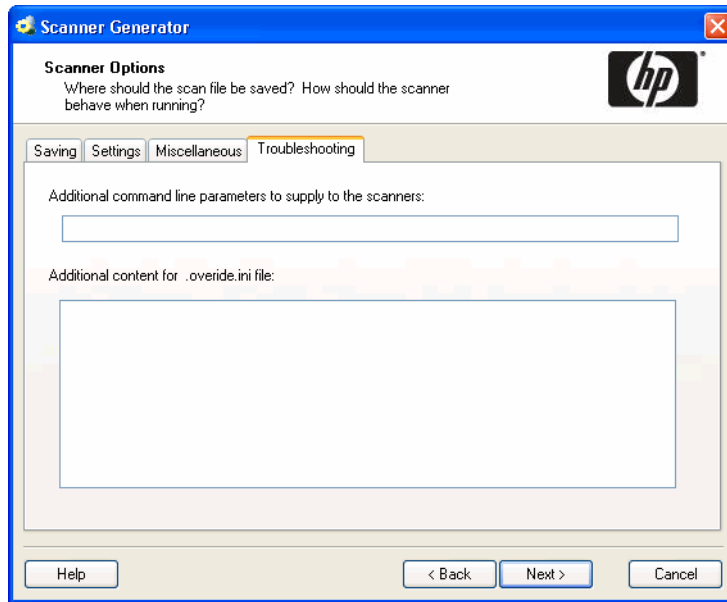 Scanner Generator
Scanner Options
Where should the scan file be saved? How should the scanner
behave when running?
hp
Saving Settings Miscellaneous Troubleshooting
Additional command line parameters to supply to the scanners:
Additional content for .overide.ini file:
Help < Back Next > Cancel